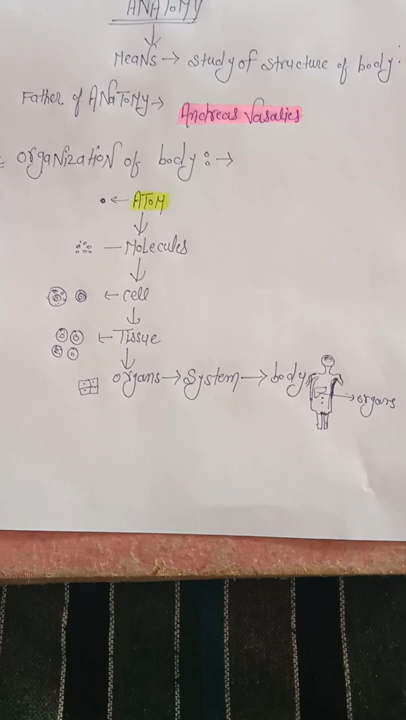 ANATOMY
MeaNs → study of structure of body.
Father of ANaToMy→ Andreas Vasalies
organization of body :→
← ATOM
— Molecules
← cell
← Tissue
organs → System → body
→ organs